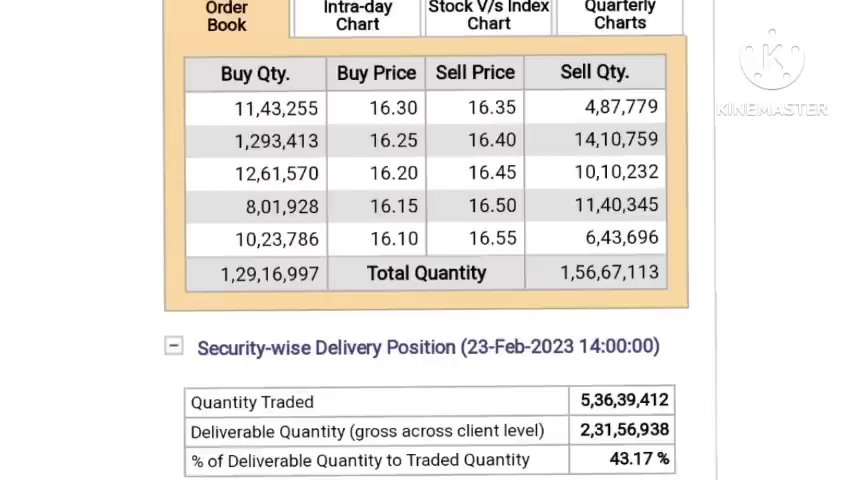 Order Book
Intra-day Chart
Stock V/s Index Chart
Quarterly Charts
Buy Qty. Buy Price Sell Price Sell Qty.
11,43,255 16.30 16.35 4,87,779
1,293,413 16.25 16.40 14,10,759
12,61,570 16.20 16.45 10,10,232
8,01,928 16.15 16.50 11,40,345
10,23,786 16.10 16.55 6,43,696
1,29,16,997 Total Quantity 1,56,67,113
Security-wise Delivery Position (23-Feb-2023 14:00:00)
Quantity Traded 5,36,39,412
Deliverable Quantity (gross across client level) 2,31,56,938
% of Deliverable Quantity to Traded Quantity 43.17 %
K
KINEMASTER